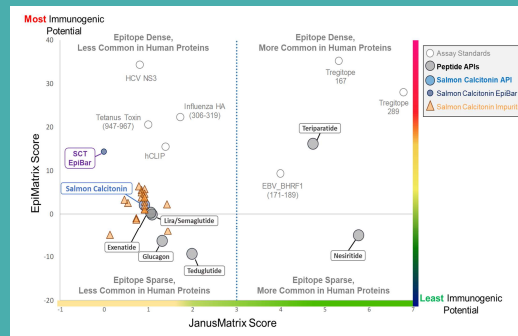 Most Immunogenic
Potential
Epitope Dense,
Less Common in Human Proteins
Epitope Dense,
More Common in Human Proteins
40
30
20
10
0
-10
-20
EpiMatrix Score
HCV NS3
Tetanus Toxin
(947-967)
Influenza HA
(306-319)
hCLIP
SCT
EpiBar
Salmon Calcitonin
Exenatide
Lira/Semaglutide
Glucagon
Teduglutide
Tregitope
167
Tregitope
289
Teriparatide
EBV_BHRF1
(171-189)
Nesiritide
Assay Standards
Peptide APIs
Salmon Calcitonin API
Salmon Calcitonin EpiBar
Salmon Calcitonin Impurit
Epitope Sparse,
Less Common in Human Proteins
Epitope Sparse,
More Common in Human Proteins
Least Immunogenic
Potential
-1 0 1 2 3 4 5 6 7
JanusMatrix Score